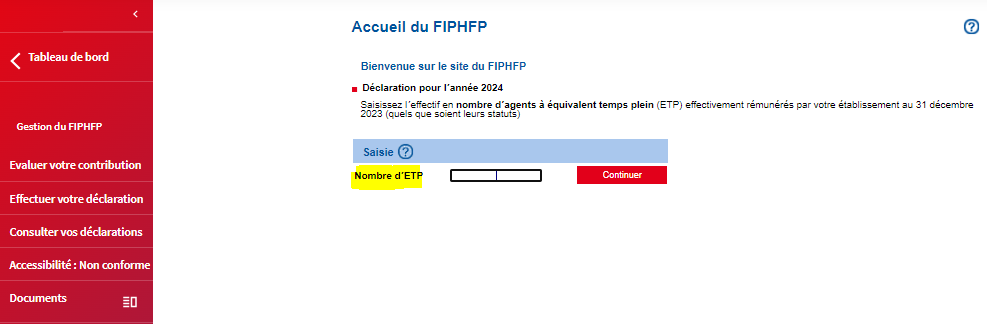 Tableau de bord
Gestion du FIPHFP
Evaluer votre contribution
Effectuer votre déclaration
Consulter vos déclarations
Accessibilité : Non conforme
Documents
Accueil du FIPHFP
?
Bienvenue sur le site du FIPHFP
Déclaration pour l´année 2024
Saisissez l´effectif en nombre d´agents à équivalent temps plein (ETP) effectivement rémunérés par votre établissement au 31 décembre
2023 (quels que soient leurs statuts)
Saisie ?
Nombre d´ETP
Continuer